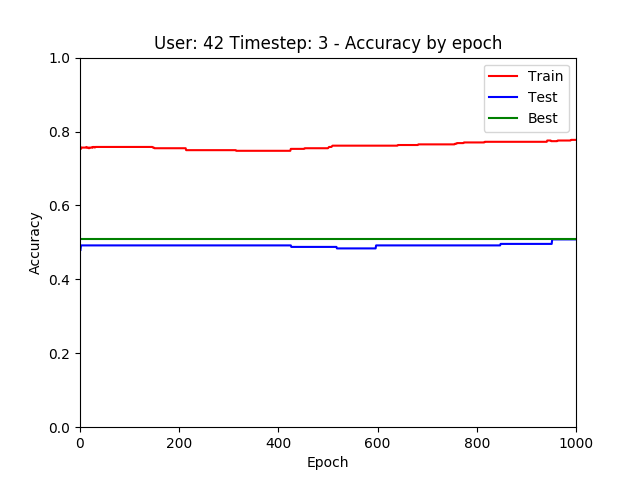 User: 42 Timestep: 3 - Accuracy by epoch
1.0
0.8
0.6
0.4
0.2
0.0
Accuracy
Train
Test
Best
0 200 400 600 800 1000
Epoch